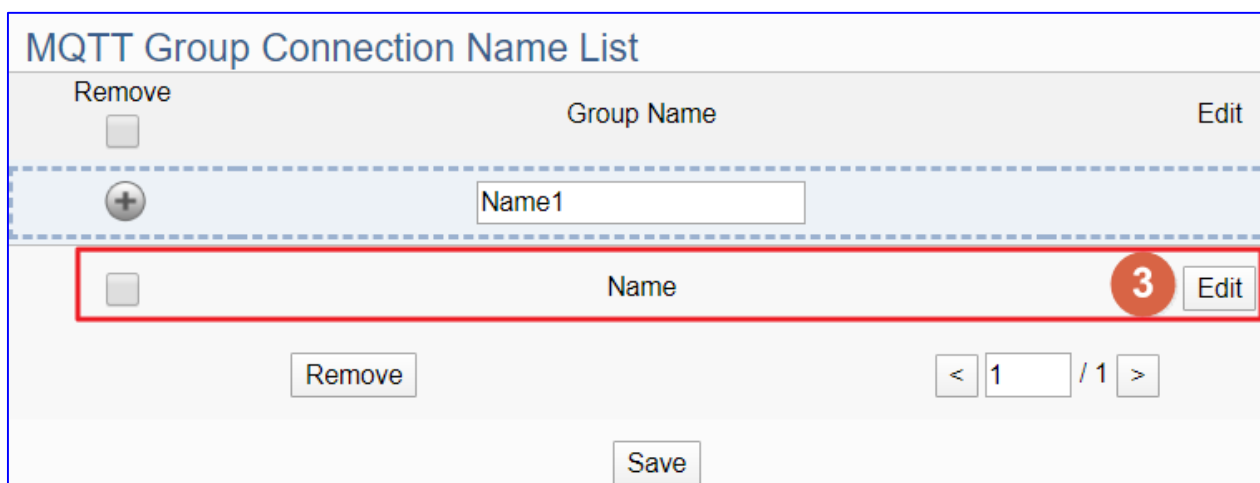 MQTT Group Connection Name List
Remove Group Name Edit
Name1
Name 3 Edit
Remove < 1 / 1 >
Save